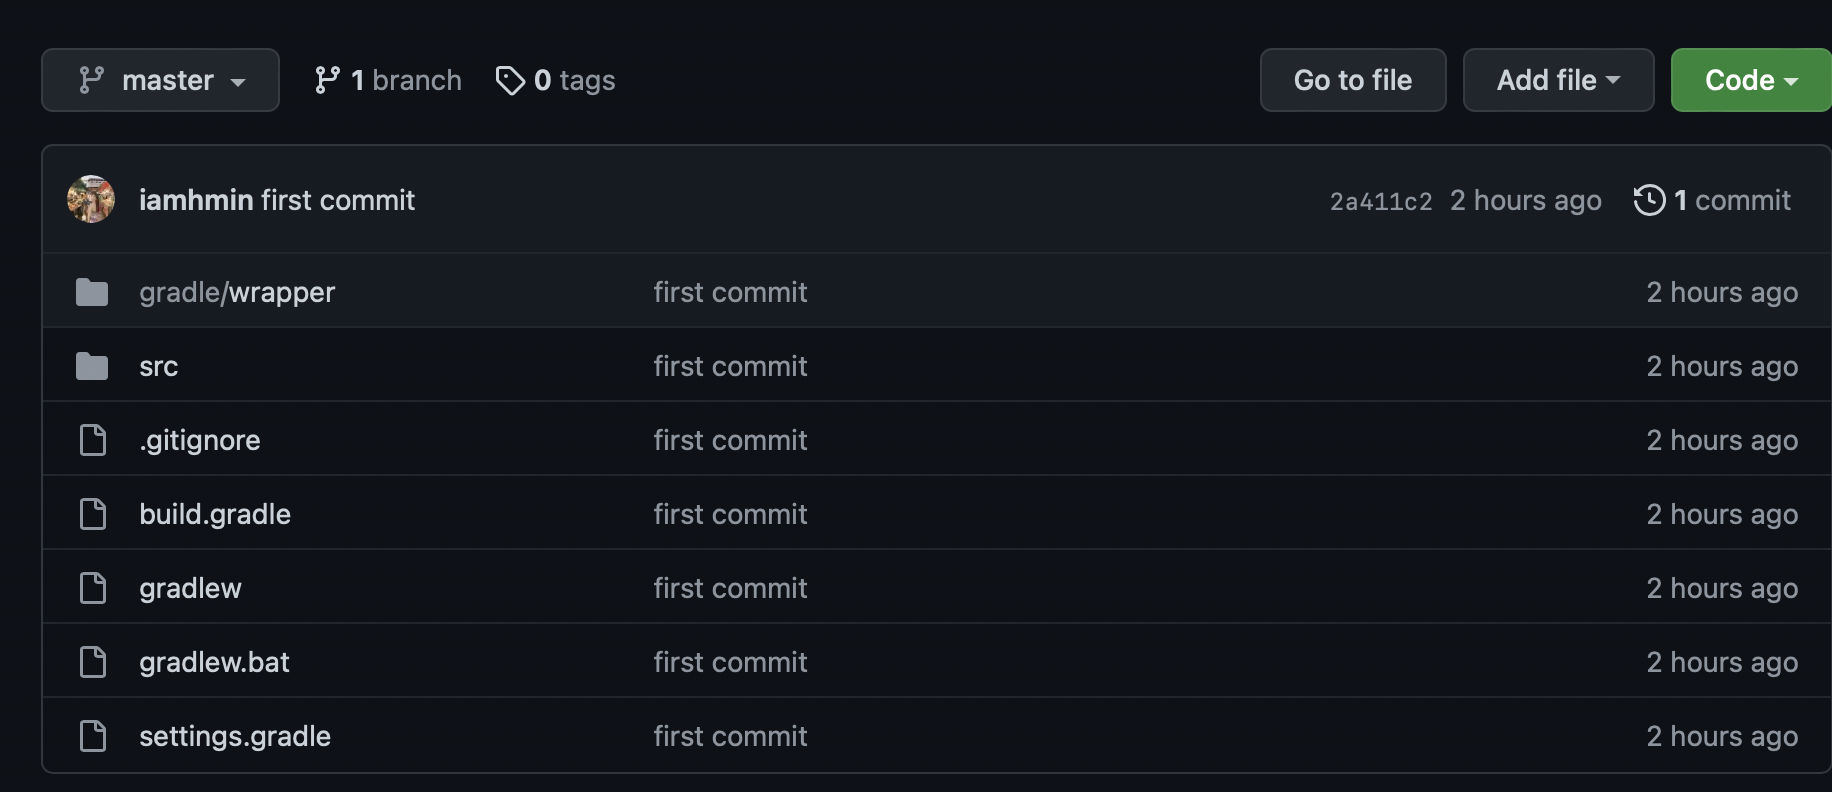 master 1 branch 0 tags Go to file Add file Code
iamhmin first commit 2a411c2 2 hours ago 1 commit
gradle/wrapper first commit 2 hours ago
src first commit 2 hours ago
.gitignore first commit 2 hours ago
build.gradle first commit 2 hours ago
gradlew first commit 2 hours ago
gradlew.bat first commit 2 hours ago
settings.gradle first commit 2 hours ago